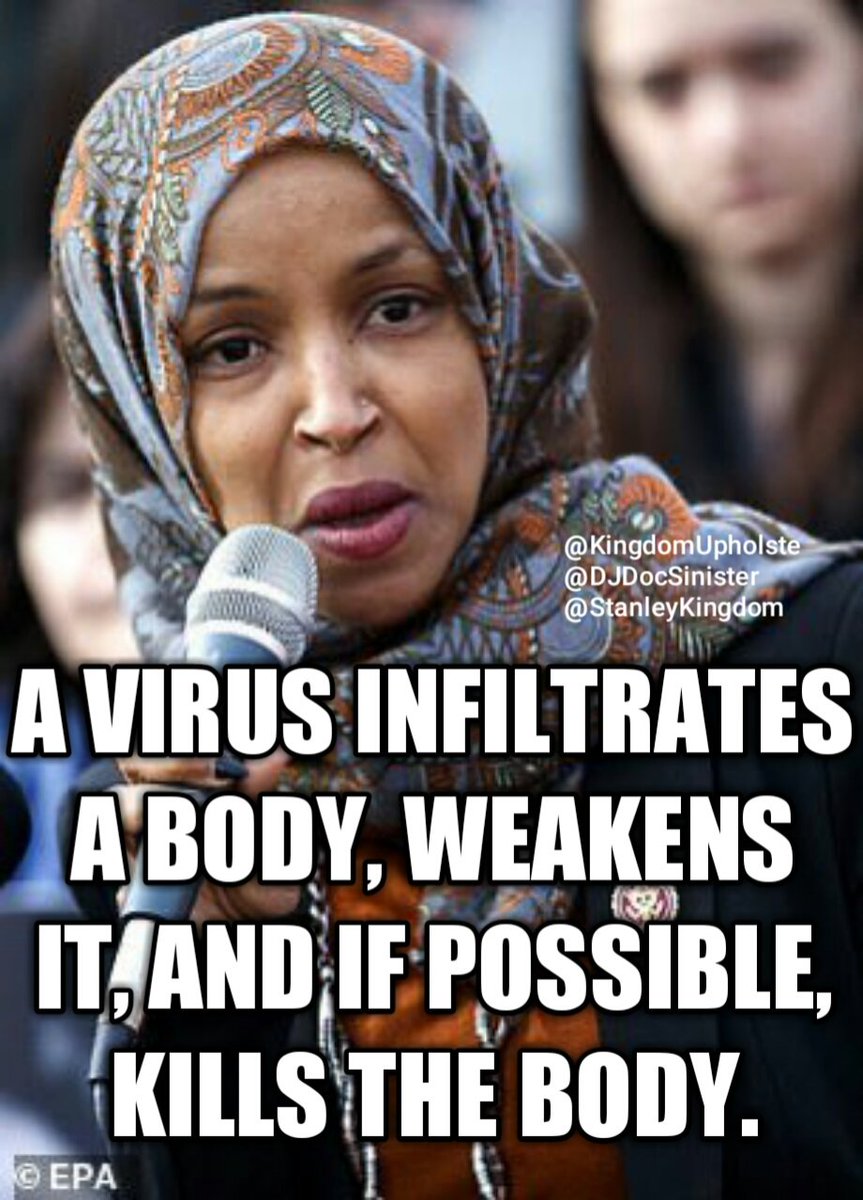 @KingdomUpholste
@DJDocSinister
@StanleyKingdom
A VIRUS INFILTRATES
A BODY, WEAKENS
IT, AND IF POSSIBLE,
KILLS THE BODY.
© EPA